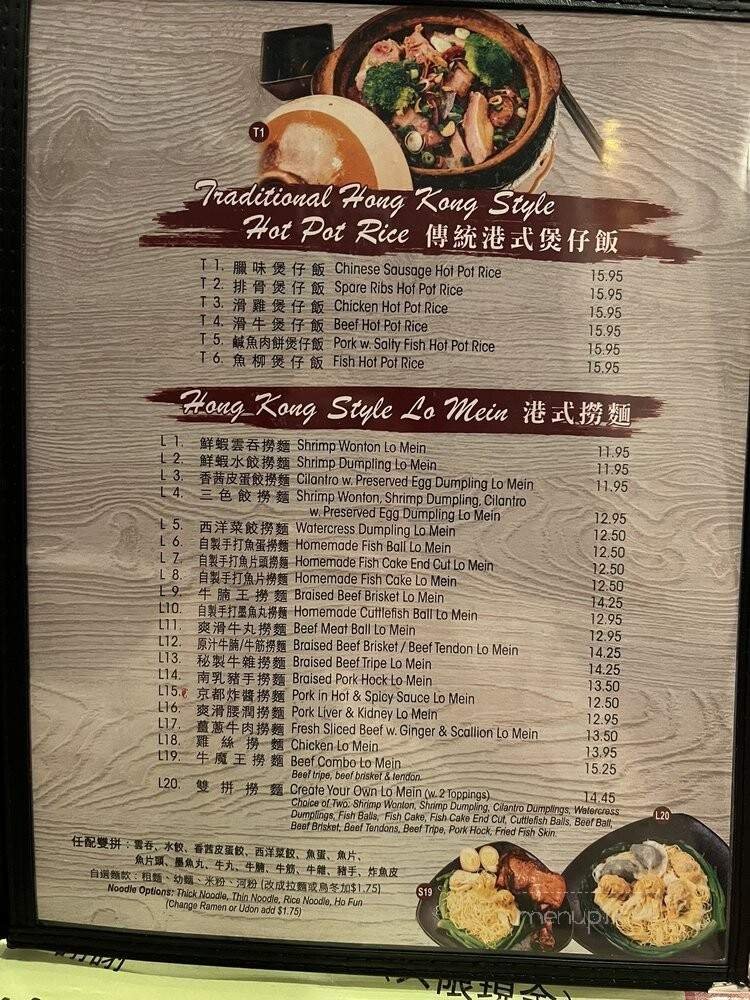 T1
Traditional Hong Kong Style
Hot Pot Rice 傳統港式煲仔飯
T 1. 臘味煲仔飯 Chinese Sausage Hot Pot Rice 15.95
T 2. 排骨煲仔飯 Spare Ribs Hot Pot Rice 15.95
T 3. 滑雞煲仔飯 Chicken Hot Pot Rice 15.95
T 4. 滑牛煲仔飯 Beef Hot Pot Rice 15.95
T 5. 鹹魚肉餅煲仔飯 Pork w. Salty Fish Hot Pot Rice 15.95
T 6. 魚柳煲仔飯 Fish Hot Pot Rice 15.95
Hong Kong Style Lo Mein 港式撈麵
L 1. 鮮蝦雲吞撈麵 Shrimp Wonton Lo Mein 11.95
L 2. 鮮蝦水餃撈麵 Shrimp Dumpling Lo Mein 11.95
L 3. 香茜皮蛋餃撈麵 Cilantro w. Preserved Egg Dumpling Lo Mein 11.95
L 4. 三色餃撈麵 Shrimp Wonton, Shrimp Dumpling, Cilantro
w. Preserved Egg Dumpling Lo Mein 12.95
L 5. 西洋菜餃撈麵 Watercress Dumpling Lo Mein 12.50
L 6. 自製手打魚蛋撈麵 Homemade Fish Ball Lo Mein 12.50
L 7. 自製手打魚片頭撈麵 Homemade Fish Cake End Cut Lo Mein 12.50
L 8. 自製手打魚片撈麵 Homemade Fish Cake Lo Mein 12.50
L 9. 牛腩王撈麵 Braised Beef Brisket Lo Mein 14.25
L10. 自製手打墨魚丸撈麵 Homemade Cuttlefish Ball Lo Mein 12.95
L11. 爽滑牛丸撈麵 Beef Meat Ball Lo Mein 12.95
L12. 原汁牛腩/牛筋撈麵 Braised Beef Brisket / Beef Tendon Lo Mein 14.25
L13. 秘製牛雜撈麵 Braised Beef Tripe Lo Mein 14.25
L14. 南乳豬手撈麵 Braised Pork Hock Lo Mein 13.50
L15. 京都炸醬撈麵 Pork in Hot & Spicy Sauce Lo Mein 12.50
L16. 爽滑腰潤撈麵 Pork Liver & Kidney Lo Mein 12.95
L17. 薑蔥牛肉撈麵 Fresh Sliced Beef w. Ginger & Scallion Lo Mein 13.50
L18. 雞絲撈麵 Chicken Lo Mein 13.95
L19. 牛魔王撈麵 Beef Combo Lo Mein 15.25
Beef tripe, beef brisket & tendon.
L20. 雙拼撈麵 Create Your Own Lo Mein (w. 2 Toppings) 14.45
Choice of Two: Shrimp Wonton, Shrimp Dumpling, Cilantro Dumplings, Watercress
Dumplings, Fish Balls, Fish Cake, Fish Cake End Cut, Cuttlefish Balls, Beef Ball,
Beef Brisket, Beef Tendons, Beef Tripe, Pork Hock, Fried Fish Skin.
L20
任配雙拼：雲吞、水餃、香茜皮蛋餃、西洋菜餃、魚蛋、魚片、
魚片頭、墨魚丸、牛丸、牛腩、牛筋、牛雜、豬手、炸魚皮
自選麵款：粗麵、幼麵、米粉、河粉 (改成拉麵或烏冬加$1.75)
Noodle Options: Thick Noodle, Thin Noodle, Rice Noodle, Ho Fun
(Change Ramen or Udon add $1.75)
S19
menupix